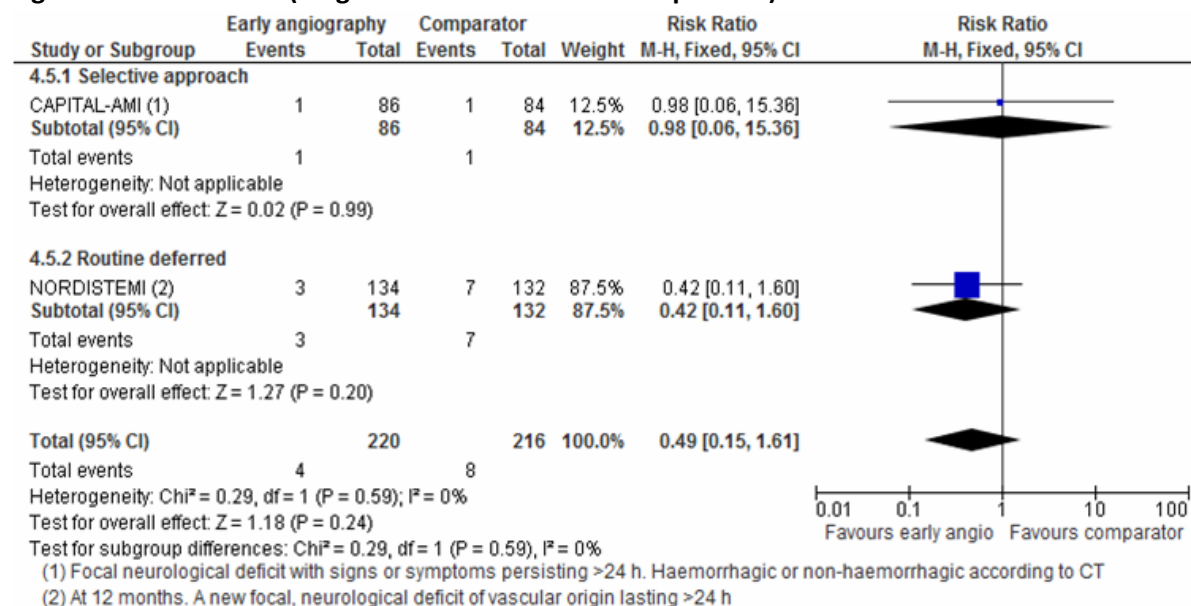 Early angiography Comparator Risk Ratio Risk Ratio
Study or Subgroup Events Total Events Total Weight M-H, Fixed, 95% CI M-H, Fixed, 95% CI
4.5.1 Selective approach
CAPITAL-AMI (1) 1 86 1 84 12.5% 0.98 [0.06, 15.36]
Subtotal (95% CI) 86 84 12.5% 0.98 [0.06, 15.36]
Total events 1 1
Heterogeneity: Not applicable
Test for overall effect: Z = 0.02 (P = 0.99)
4.5.2 Routine deferred
NORDISTEMI (2) 3 134 7 132 87.5% 0.42 [0.11, 1.60]
Subtotal (95% CI) 134 132 87.5% 0.42 [0.11, 1.60]
Total events 3 7
Heterogeneity: Not applicable
Test for overall effect: Z = 1.27 (P = 0.20)
Total (95% CI) 220 216 100.0% 0.49 [0.15, 1.61]
Total events 4 8
Heterogeneity: Chi² = 0.29, df = 1 (P = 0.59); I² = 0%
Test for overall effect: Z = 1.18 (P = 0.24)
Test for subgroup differences: Chi² = 0.29, df = 1 (P = 0.59), I² = 0%
0.01 0.1 1 10 100
Favours early angio Favours comparator
(1) Focal neurological deficit with signs or symptoms persisting >24 h. Haemorrhagic or non-haemorrhagic according to CT
(2) At 12 months. A new focal, neurological deficit of vascular origin lasting >24 h